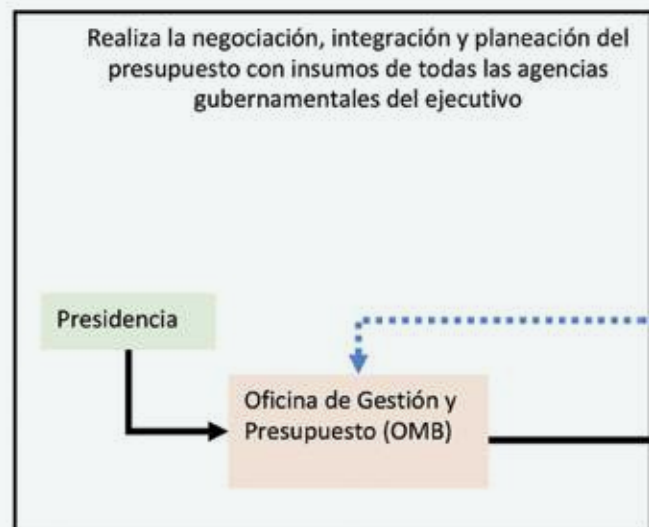 Realiza la negociación, integración y planeación del
presupuesto con insumos de todas las agencias
gubernamentales del ejecutivo
Presidencia
Oficina de Gestión y
Presupuesto (OMB)